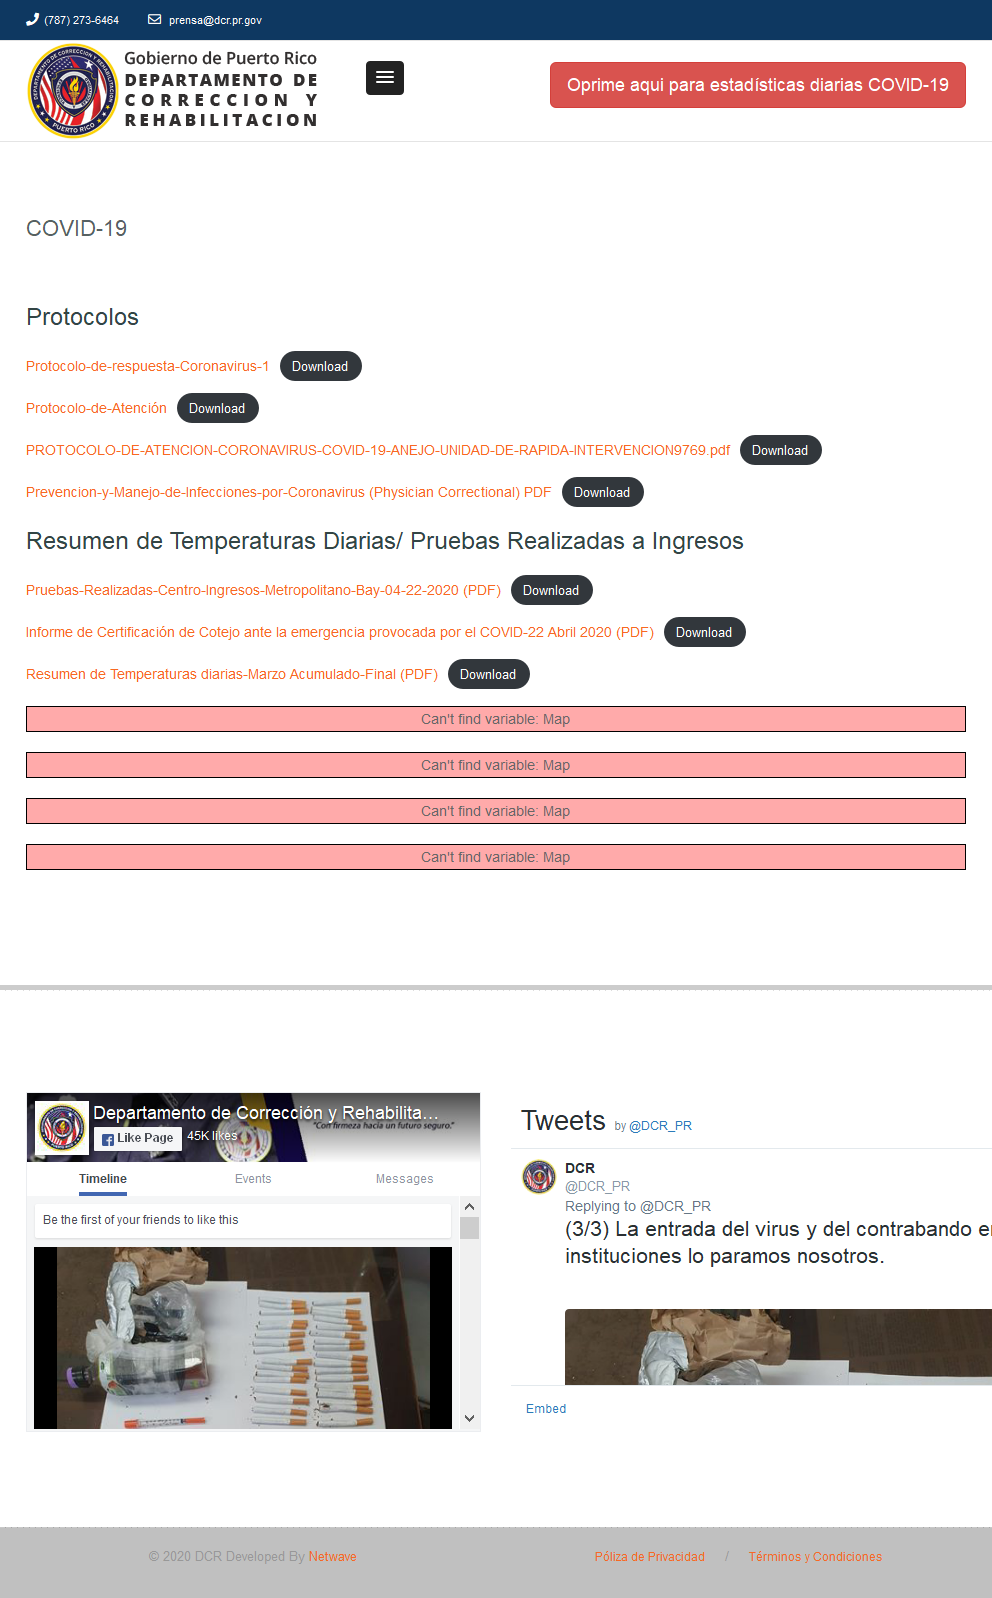 (787) 273-6464 prensa@dcr.pr.gov
Gobierno de Puerto Rico
DEPARTAMENTO DE
CORRECCION Y
REHABILITACION
Oprime aqui para estadísticas diarias COVID-19
COVID-19
Protocolos
Protocolo-de-respuesta-Coronavirus-1 Download
Protocolo-de-Atención Download
PROTOCOLO-DE-ATENCION-CORONAVIRUS-COVID-19-ANEJO-UNIDAD-DE-RAPIDA-INTERVENCION9769.pdf Download
Prevencion-y-Manejo-de-Infecciones-por-Coronavirus (Physician Correctional) PDF Download
Resumen de Temperaturas Diarias/ Pruebas Realizadas a Ingresos
Pruebas-Realizadas-Centro-Ingresos-Metropolitano-Bay-04-22-2020 (PDF) Download
Informe de Certificación de Cotejo ante la emergencia provocada por el COVID-22 Abril 2020 (PDF) Download
Resumen de Temperaturas diarias-Marzo Acumulado-Final (PDF) Download
Can't find variable: Map
Can't find variable: Map
Can't find variable: Map
Can't find variable: Map
Departamento de Corrección y Rehabilita...
"Con firmeza hacia un futuro seguro."
Like Page 45K likes
Timeline Events Messages
Be the first of your friends to like this
Tweets by @DCR_PR
DCR
@DCR_PR
Replying to @DCR_PR
(3/3) La entrada del virus y del contrabando e
instituciones lo paramos nosotros.
Embed
© 2020 DCR Developed By Netwave
Póliza de Privacidad / Términos y Condiciones